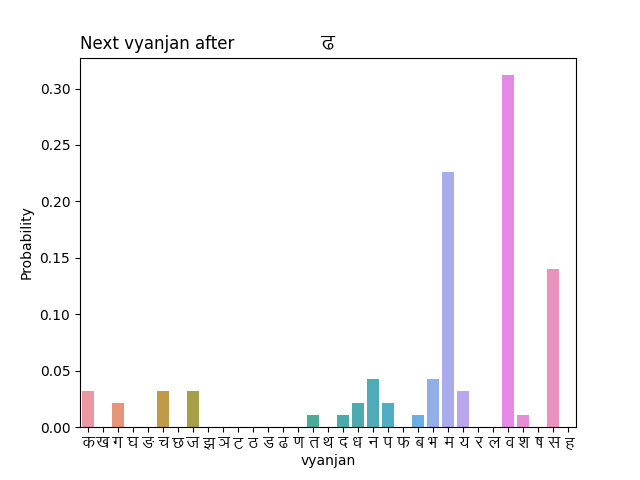 Next vyanjan after ढ
0.30
0.25
0.20
0.15
0.10
0.05
0.00
Probability
क ख ग घ ङ च छ ज झ ञ ट ठ ड ढ ण त थ द ध न प फ ब भ म य र ल व श ष स ह
vyanjan